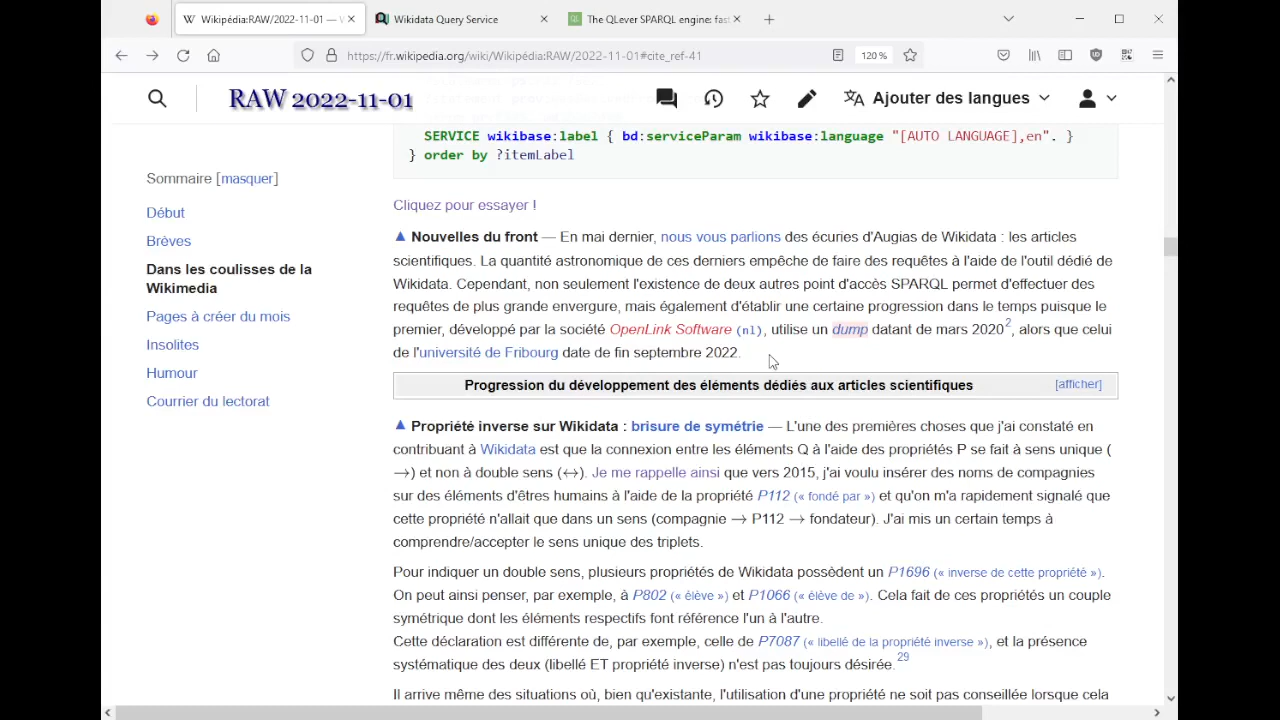 Wikipédia:RAW/2022-11-01 — W
Wikidata Query Service
The QLever SPARQL engine: fast
https://fr.wikipedia.org/wiki/Wikipédia:RAW/2022-11-01#cite_ref-41
120 %
RAW 2022-11-01
Ajouter des langues
SERVICE wikibase:label { bd:serviceParam wikibase:language "[AUTO LANGUAGE],en". }
} order by ?itemLabel
Sommaire [masquer]
Début
Brèves
Dans les coulisses de la
Wikimedia
Pages à créer du mois
Insolites
Humour
Courrier du lectorat
Cliquez pour essayer !
Nouvelles du front — En mai dernier, nous vous parlions des écuries d'Augias de Wikidata : les articles
scientifiques. La quantité astronomique de ces derniers empêche de faire des requêtes à l'aide de l'outil dédié de
Wikidata. Cependant, non seulement l'existence de deux autres point d'accès SPARQL permet d'effectuer des
requêtes de plus grande envergure, mais également d'établir une certaine progression dans le temps puisque le
premier, développé par la société OpenLink Software (nl), utilise un dump datant de mars 2020 2, alors que celui
de l'université de Fribourg date de fin septembre 2022.
Progression du développement des éléments dédiés aux articles scientifiques [afficher]
Propriété inverse sur Wikidata : brisure de symétrie — L'une des premières choses que j'ai constaté en
contribuant à Wikidata est que la connexion entre les éléments Q à l'aide des propriétés P se fait à sens unique (
→) et non à double sens (↔). Je me rappelle ainsi que vers 2015, j'ai voulu insérer des noms de compagnies
sur des éléments d'êtres humains à l'aide de la propriété P112 (« fondé par ») et qu'on m'a rapidement signalé que
cette propriété n'allait que dans un sens (compagnie → P112 → fondateur). J'ai mis un certain temps à
comprendre/accepter le sens unique des triplets.
Pour indiquer un double sens, plusieurs propriétés de Wikidata possèdent un P1696 (« inverse de cette propriété »).
On peut ainsi penser, par exemple, à P802 (« élève ») et P1066 (« élève de »). Cela fait de ces propriétés un couple
symétrique dont les éléments respectifs font référence l'un à l'autre.
Cette déclaration est différente de, par exemple, celle de P7087 (« libellé de la propriété inverse »), et la présence
systématique des deux (libellé ET propriété inverse) n'est pas toujours désirée. 29
Il arrive même des situations où, bien qu'existante, l'utilisation d'une propriété ne soit pas conseillée lorsque cela